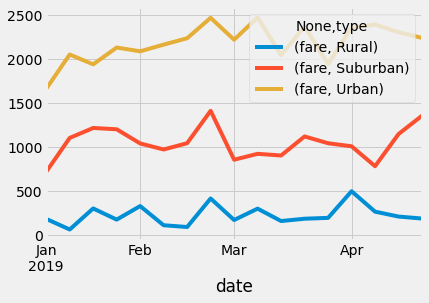 2500
2000
1500
1000
500
0
None,type
(fare, Rural)
(fare, Suburban)
(fare, Urban)
Jan
2019
Feb
Mar
Apr
date